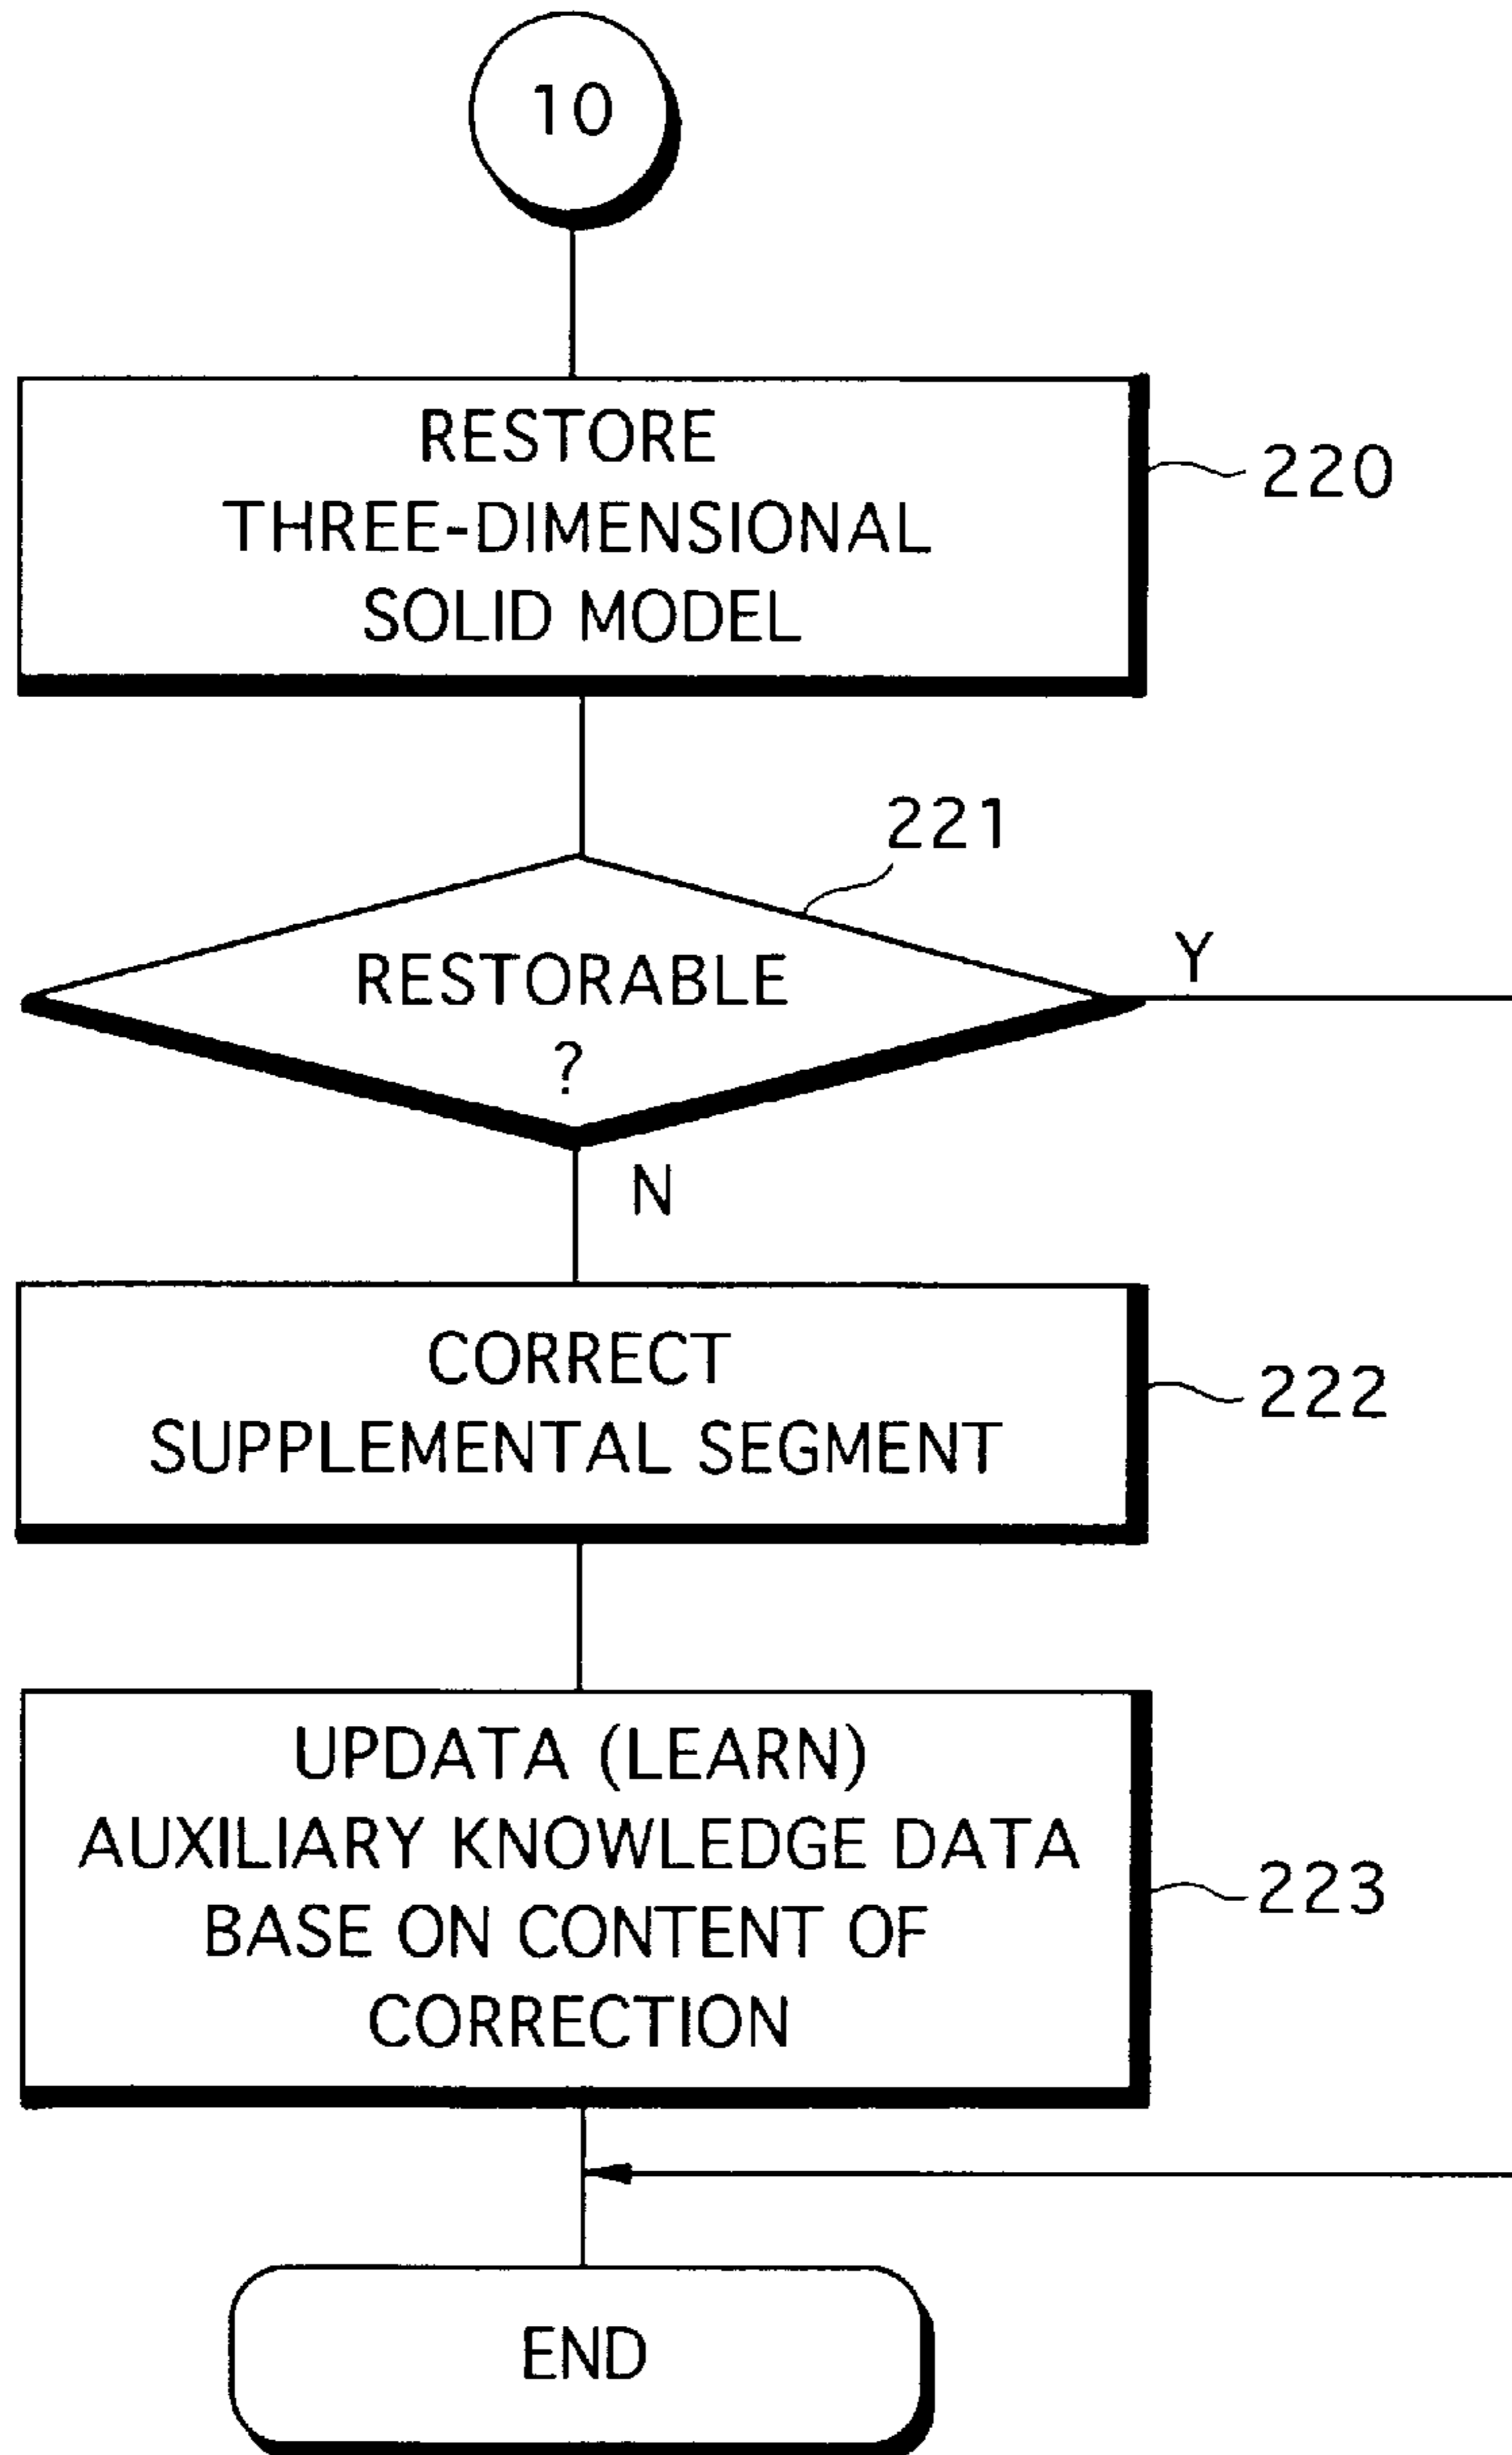 10
RESTORE
THREE-DIMENSIONAL
SOLID MODEL
220
221
RESTORABLE
?
Y
N
CORRECT
SUPPLEMENTAL SEGMENT
222
UPDATA (LEARN)
AUXILIARY KNOWLEDGE DATA
BASE ON CONTENT OF
CORRECTION
223
END